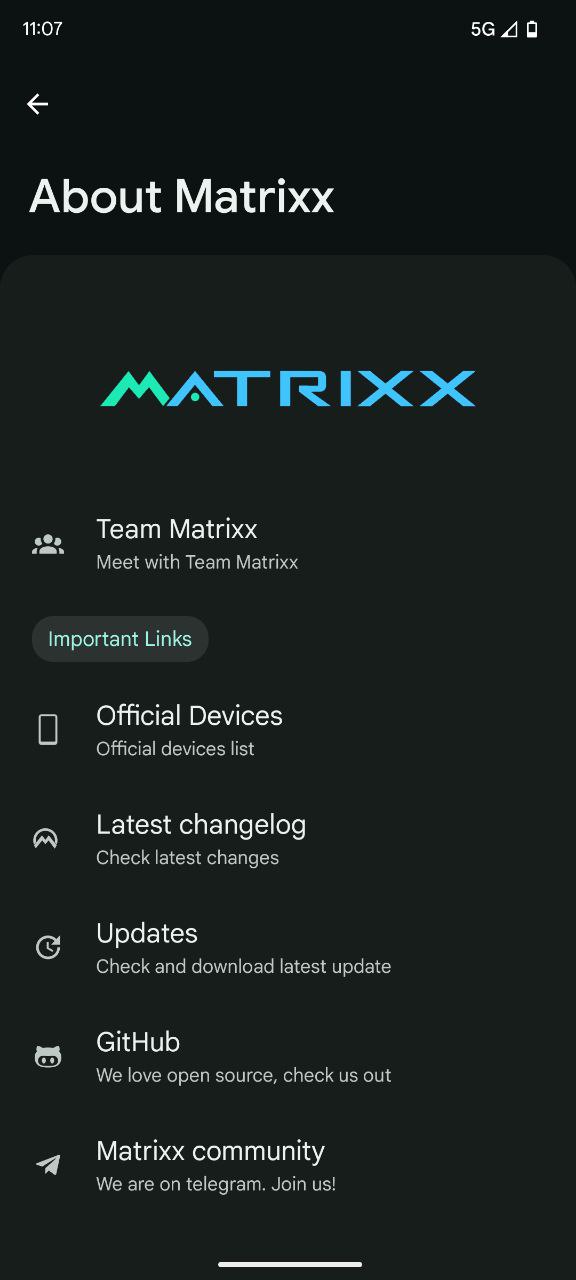 11:07
5G
About Matrixx
MATRIXX
Team Matrixx
Meet with Team Matrixx
Important Links
Official Devices
Official devices list
Latest changelog
Check latest changes
Updates
Check and download latest update
GitHub
We love open source, check us out
Matrixx community
We are on telegram. Join us!